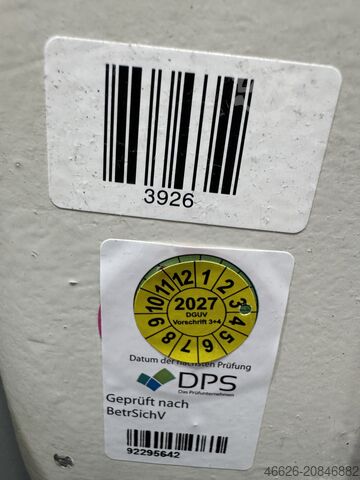 3926
12 1 2 3 4 5 6 7 8 9 10 11
2027
DGUV
Vorschrift 3+4
Datum der nächsten Prüfung
DPS
Das Prüfunternehmen
Geprüft nach
BetrSichV
92295642
46626-20846882